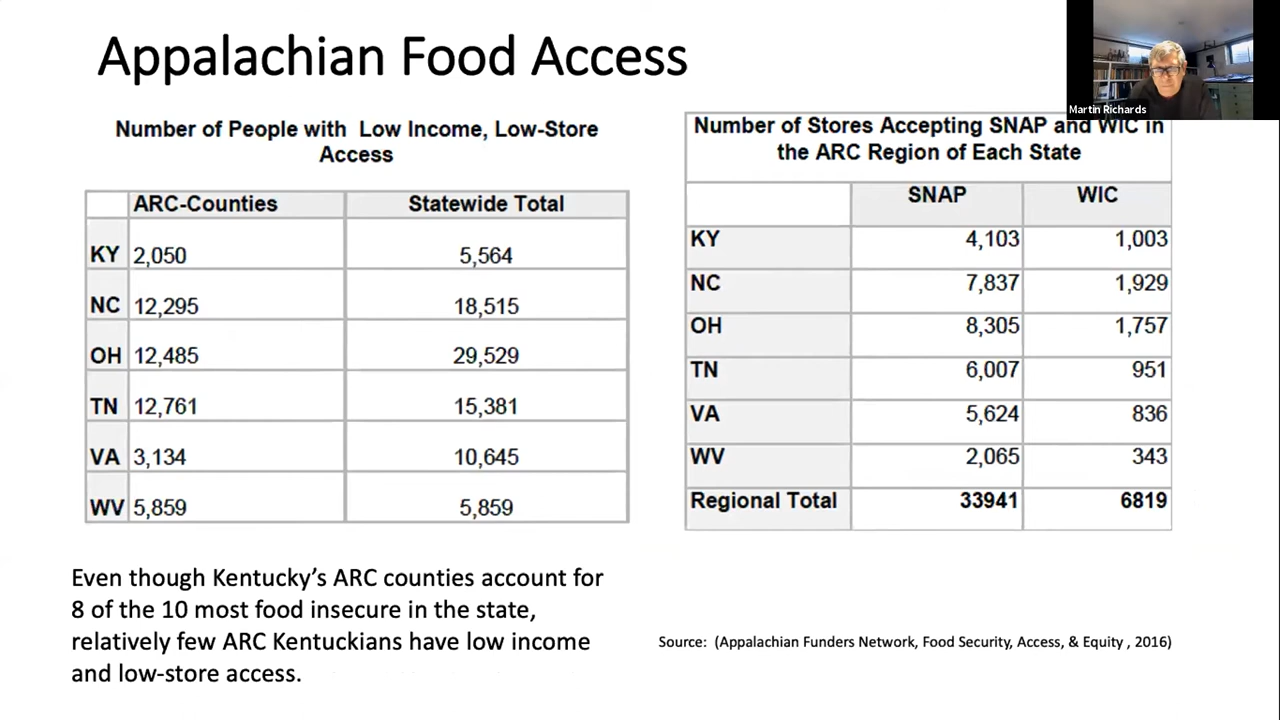 Appalachian Food Access
Martin Richards
Number of People with Low Income, Low-Store
Access
ARC-Counties Statewide Total
KY 2,050 5,564
NC 12,295 18,515
OH 12,485 29,529
TN 12,761 15,381
VA 3,134 10,645
WV 5,859 5,859
Number of Stores Accepting SNAP and WIC in
the ARC Region of Each State
SNAP WIC
KY 4,103 1,003
NC 7,837 1,929
OH 8,305 1,757
TN 6,007 951
VA 5,624 836
WV 2,065 343
Regional Total 33941 6819
Even though Kentucky's ARC counties account for
8 of the 10 most food insecure in the state,
relatively few ARC Kentuckians have low income
and low-store access.
Source: (Appalachian Funders Network, Food Security, Access, & Equity , 2016)